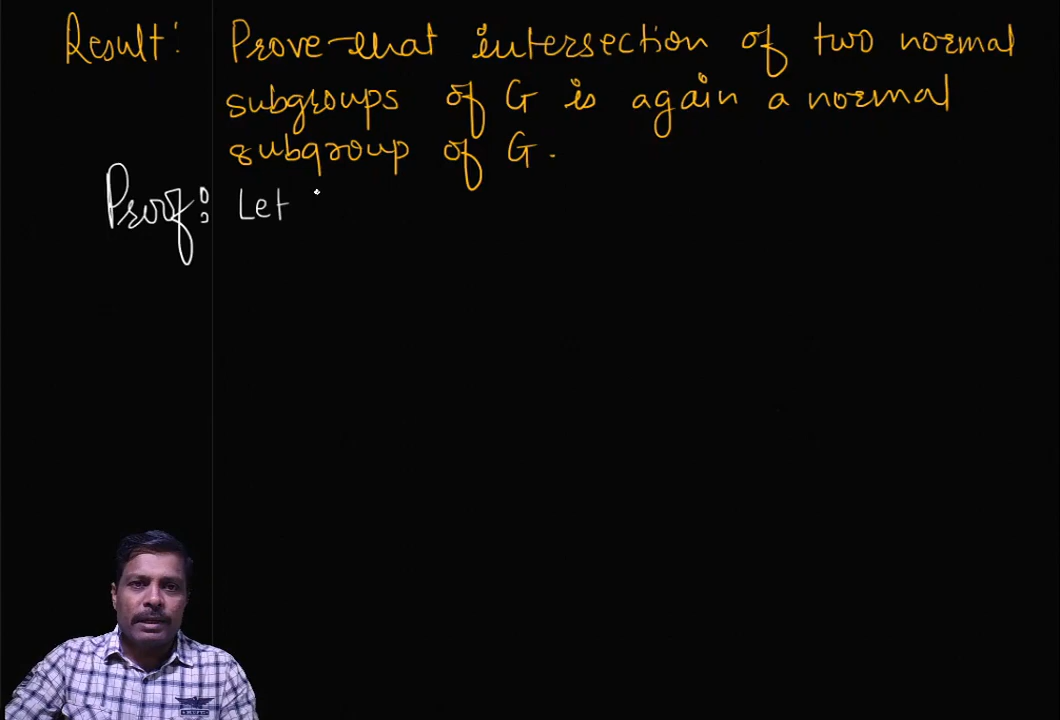 Result: Prove that intersection of two normal
subgroups of G is again a normal
subgroup of G.
Proof: Let